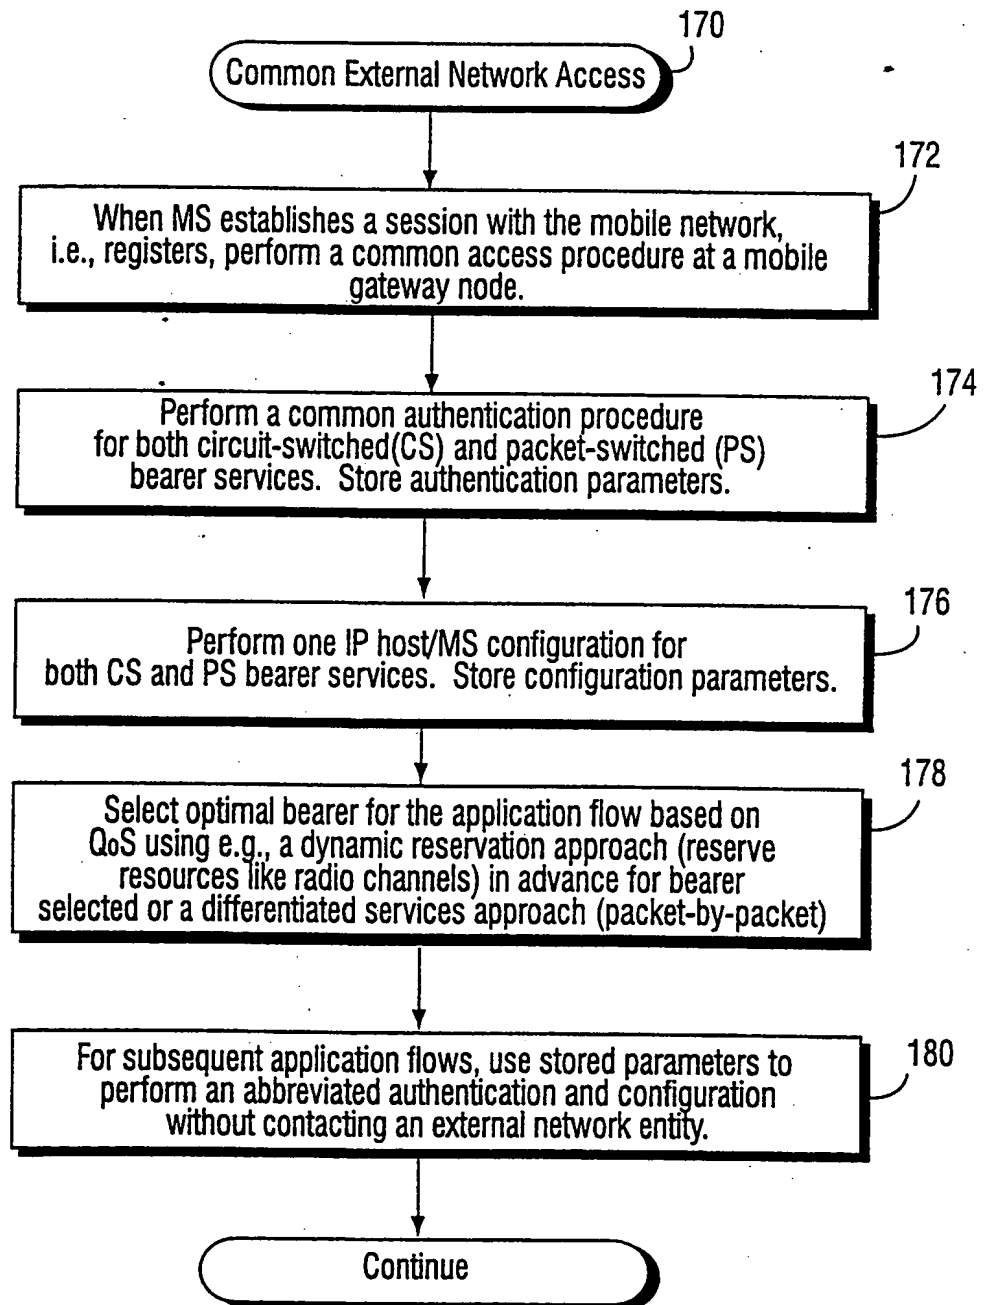 170
Common External Network Access
172
When MS establishes a session with the mobile network,
i.e., registers, perform a common access procedure at a mobile
gateway node.
174
Perform a common authentication procedure
for both circuit-switched(CS) and packet-switched (PS)
bearer services. Store authentication parameters.
176
Perform one IP host/MS configuration for
both CS and PS bearer services. Store configuration parameters.
178
Select optimal bearer for the application flow based on
QoS using e.g., a dynamic reservation approach (reserve
resources like radio channels) in advance for bearer
selected or a differentiated services approach (packet-by-packet)
180
For subsequent application flows, use stored parameters to
perform an abbreviated authentication and configuration
without contacting an external network entity.
Continue